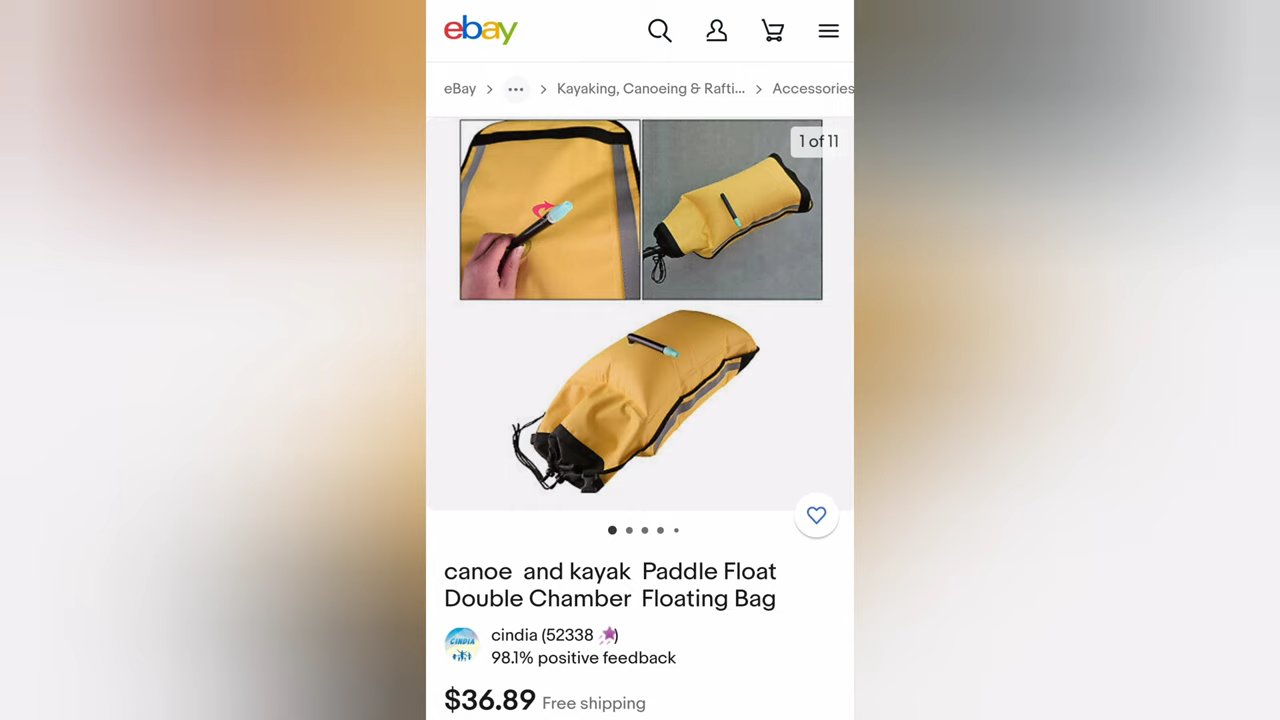 ebay
eBay > ... > Kayaking, Canoeing & Rafti... > Accessories
1 of 11
canoe and kayak Paddle Float
Double Chamber Floating Bag
CINDIA
cindia (52338)
98.1% positive feedback
$36.89 Free shipping